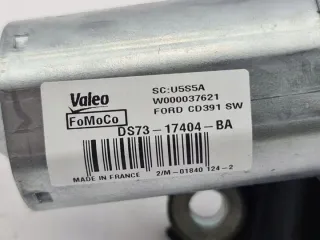 Valeo
FoMoCo
SC:U5S5A
W000037621
FORD CD391 SW
DS73-17404-BA
MADE IN FRANCE 2/M-01840 124-2